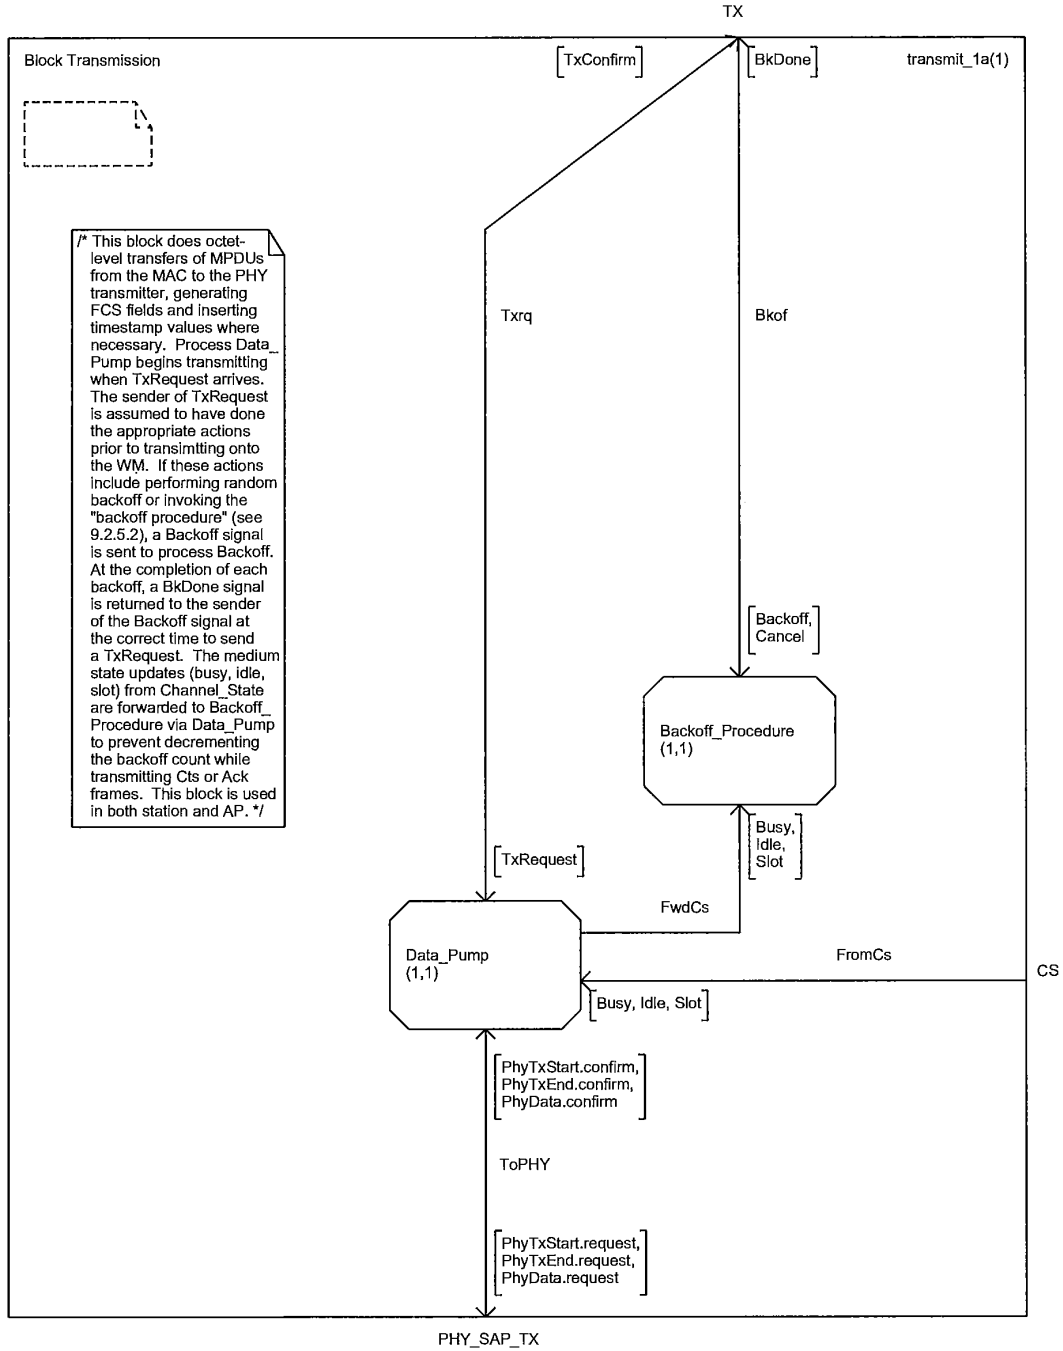 TX
Block Transmission
[TxConfirm]
[BkDone]
transmit_1a(1)
/* This block does octet-
level transfers of MPDUs
from the MAC to the PHY
transmitter, generating
FCS fields and inserting
timestamp values where
necessary.  Process Data_
Pump begins transmitting
when TxRequest arrives.
The sender of TxRequest
is assumed to have done
the appropriate actions
prior to transimtting onto
the WM.  If these actions
include performing random
backoff or invoking the
"backoff procedure" (see
9.2.5.2), a Backoff signal
is sent to process Backoff.
At the completion of each
backoff, a BkDone signal
is returned to the sender
of the Backoff signal at
the correct time to send
a TxRequest.  The medium
state updates (busy, idle,
slot) from Channel_State
are forwarded to Backoff_
Procedure via Data_Pump
to prevent decrementing
the backoff count while
transmitting Cts or Ack
frames.  This block is used
in both station and AP. */
Txrq
Bkof
[Backoff,
Cancel]
Backoff_Procedure
(1,1)
[Busy,
Idle,
Slot]
[TxRequest]
FwdCs
Data_Pump
(1,1)
FromCs
CS
[Busy, Idle, Slot]
[PhyTxStart.confirm,
PhyTxEnd.confirm,
PhyData.confirm]
ToPHY
[PhyTxStart.request,
PhyTxEnd.request,
PhyData.request]
PHY_SAP_TX